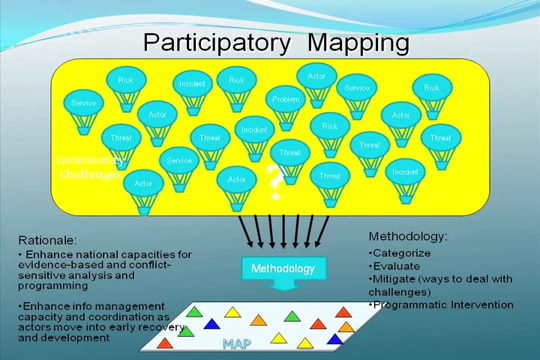 Participatory Mapping
Risk
Incident
Risk
Actor
Service
Risk
Service
Actor
Problem
Actor
Threat
Threat
Incident
Risk
Threat
Threat
community
challenges
Service
Threat
Actor
Actor
Threat
Incident
Rationale:
• Enhance national capacities for
evidence-based and conflict-
sensitive analysis and
programming
•Enhance info management
capacity and coordination as
actors move into early recovery
and development
Methodology
Methodology:
•Categorize
•Evaluate
•Mitigate (ways to deal with
challenges)
•Programmatic Intervention
MAP